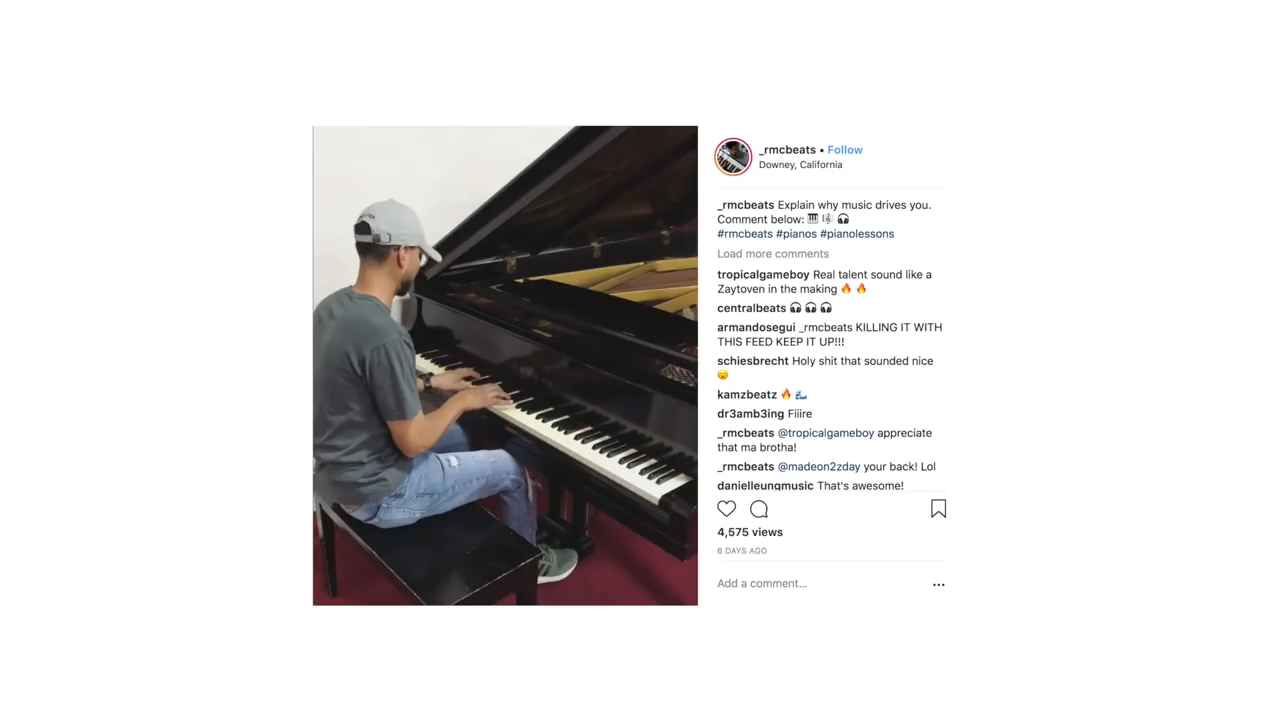 _rmcbeats • Follow
Downey, California
_rmcbeats Explain why music drives you.
Comment below: 🎹 🎼 🎧
#rmcbeats #pianos #pianolessons
Load more comments
tropicalgameboy Real talent sound like a
Zaytoven in the making 🔥 🔥
centralbeats 🎧 🎧 🎧
armandosegui _rmcbeats KILLING IT WITH
THIS FEED KEEP IT UP!!!
schiesbrecht Holy shit that sounded nice
😮
kamzbeatz 🔥 🌊
dr3amb3ing Fiiire
_rmcbeats @tropicalgameboy appreciate
that ma brotha!
_rmcbeats @madeon2zday your back! Lol
danielleungmusic That's awesome!
4,575 views
6 DAYS AGO
Add a comment...